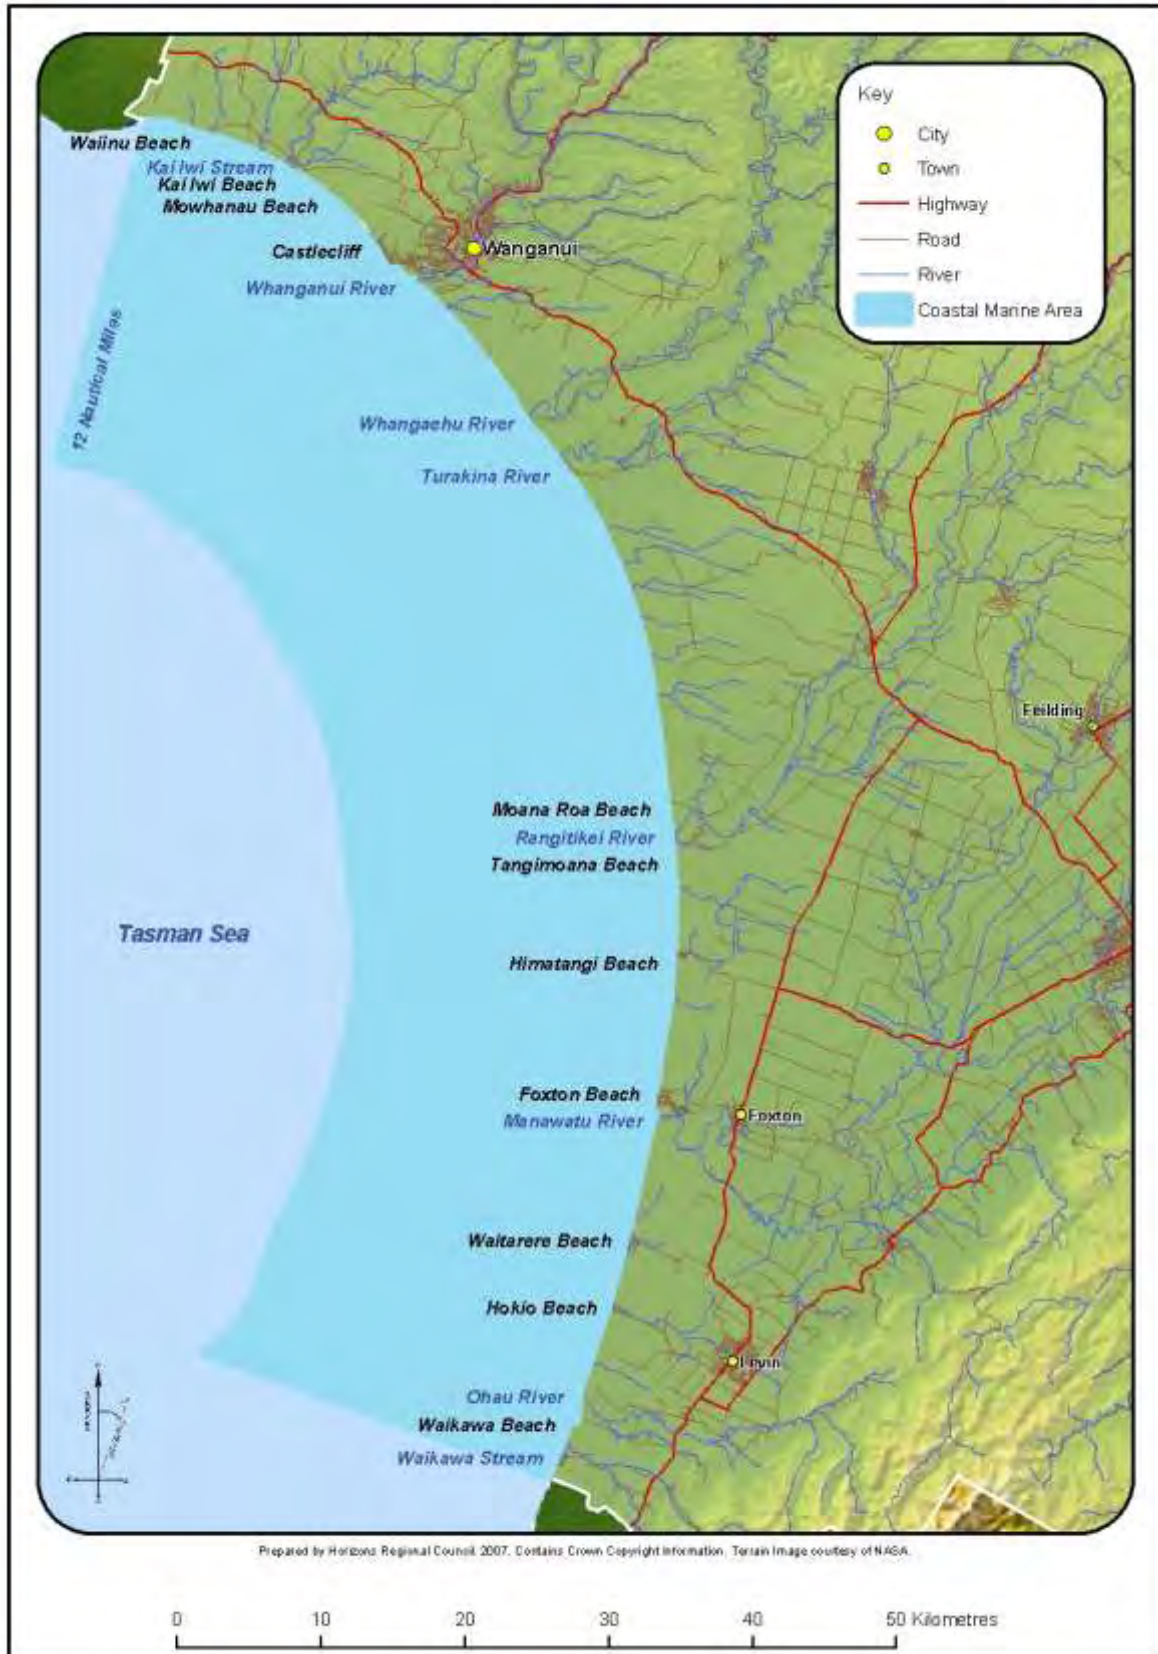 Key
City
Town
Highway
Road
River
Coastal Marine Area
Waiinu Beach
Kai Iwi Stream
Kai Iwi Beach
Mowhanau Beach
Castlecliff
Wanganui
Whanganui River
12 Nautical Miles
Whangaehu River
Turakina River
Feilding
Moana Roa Beach
Rangitikei River
Tangimoana Beach
Tasman Sea
Himatangi Beach
Foxton Beach
Manawatu River
Foxton
Waitarere Beach
Hokio Beach
Levin
Ohau River
Waikawa Beach
Waikawa Stream
Prepared by Horizons Regional Council 2007. Contains Crown Copyright Information. Terrain Image courtesy of NASA.
0 10 20 30 40 50 Kilometres